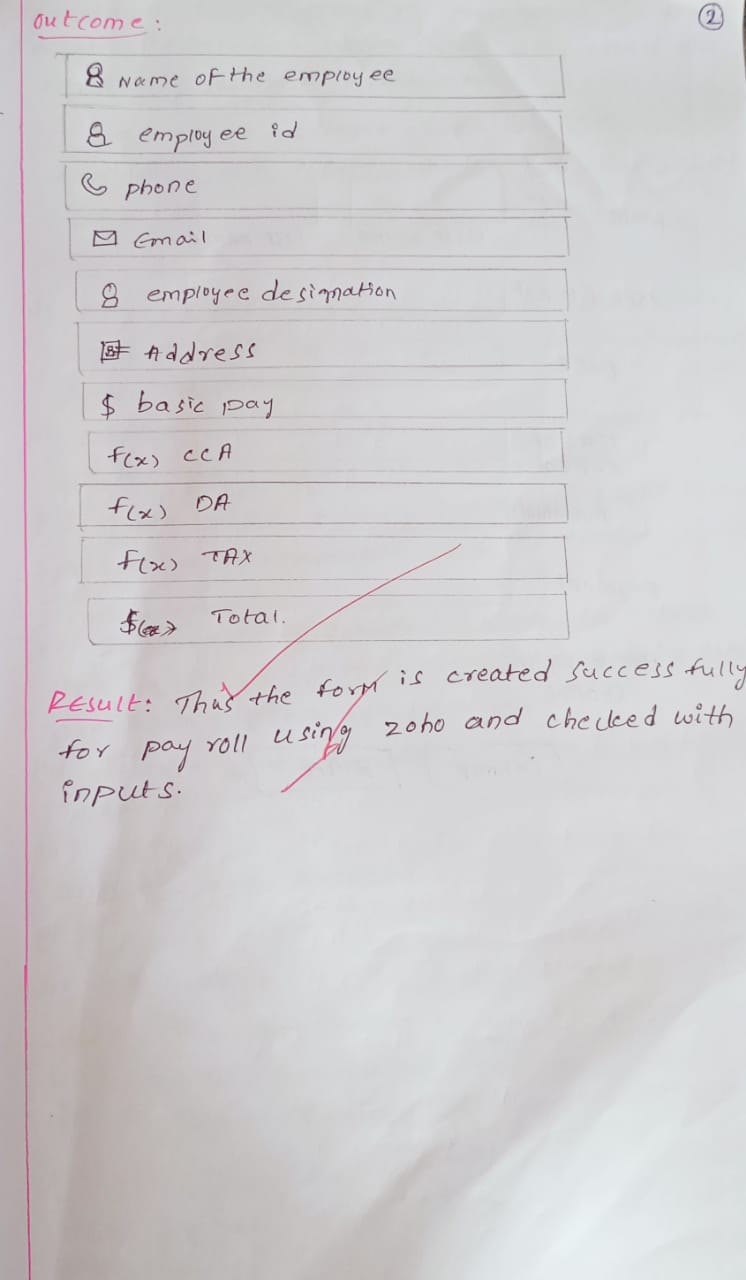 outcome:
2
Name of the employee
employee id
phone
Email
employee designation
Address
$ basic pay
f(x) CCA
f(x) DA
f(x) TAX
Total.
Result: Thus the form is created successfully
for pay roll using zoho and checked with
inputs.